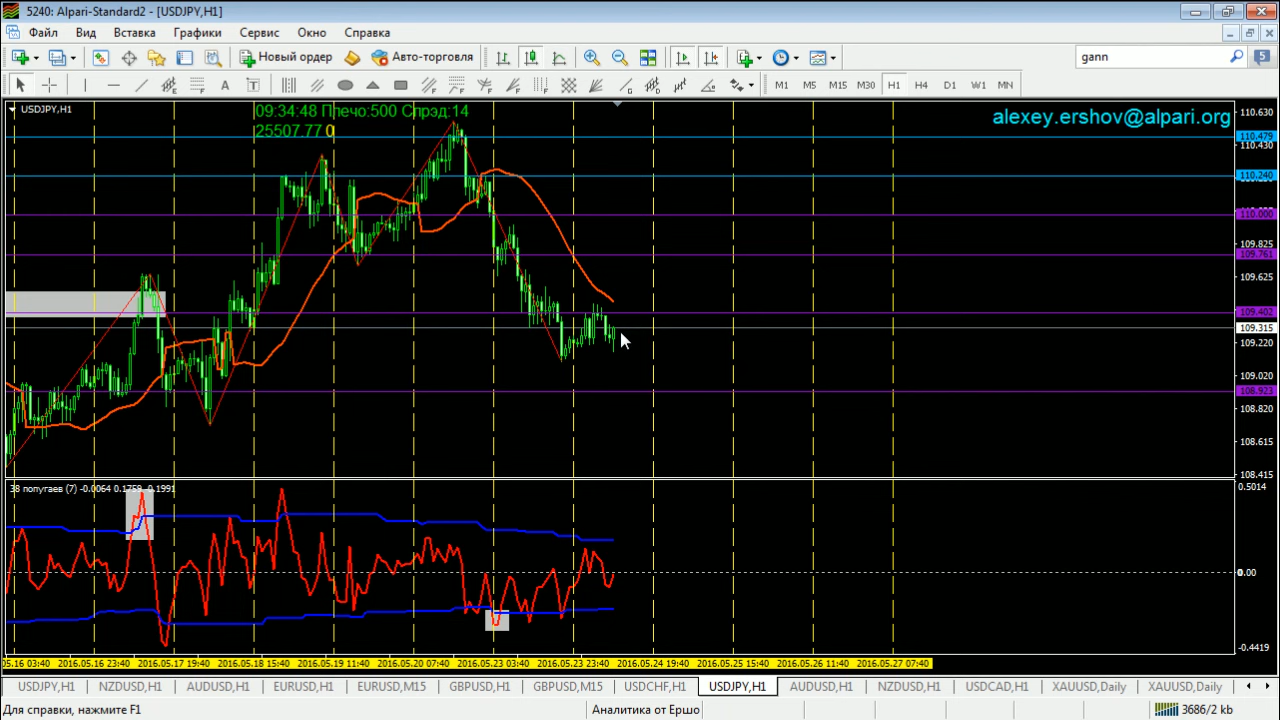 5240: Alpari-Standard2 - [USDJPY,H1]
Файл Вид Вставка Графики Сервис Окно Справка
Новый ордер Авто-торговля gann 5
A T M1 M5 M15 M30 H1 H4 D1 W1 MN
USDJPY,H1
09:34:48 Плечо:500 Спрэд:14
25507.77 0
alexey.ershov@alpari.org
110.630
110.479
110.430
110.240
110.000
109.825
109.761
109.625
109.402
109.315
109.220
109.020
108.923
108.820
108.615
108.415
38 попугаев (7) -0.0064 0.1759 -0.1991
0.5014
0.00
-0.4419
05.16 03:40 2016.05.16 23:40 2016.05.17 19:40 2016.05.18 15:40 2016.05.19 11:40 2016.05.20 07:40 2016.05.23 03:40 2016.05.23 23:40 2016.05.24 19:40 2016.05.25 15:40 2016.05.26 11:40 2016.05.27 07:40
USDJPY,H1 NZDUSD,H1 AUDUSD,H1 EURUSD,H1 EURUSD,M15 GBPUSD,H1 GBPUSD,M15 USDCHF,H1 USDJPY,H1 AUDUSD,H1 NZDUSD,H1 USDCAD,H1 XAUUSD,Daily XAUUSD,Daily
Для справки, нажмите F1 Аналитика от Ершо 3686/2 kb